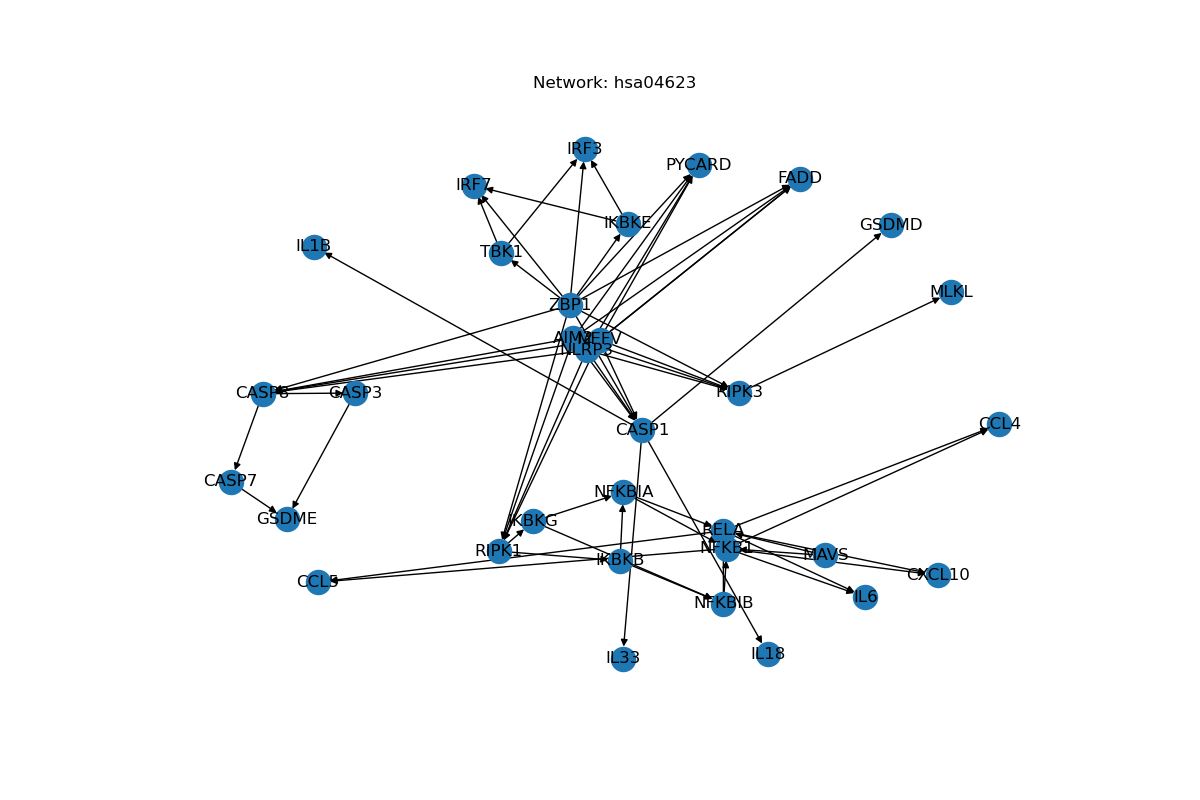 Network: hsa04623
IRF3
PYCARD
FADD
IRF7
IKBKE
GSDMD
IL1B
TBK1
MLKL
ZBP1
AIM2
MEFV
NLRP3
CASP8
CASP3
RIPK3
CASP1
CCL4
CASP7
NFKBIA
GSDME
IKBKG
RELA
RIPK1
NFKB1
IKBKB
MAVS
CCL5
CXCL10
IL6
NFKBIB
IL33
IL18